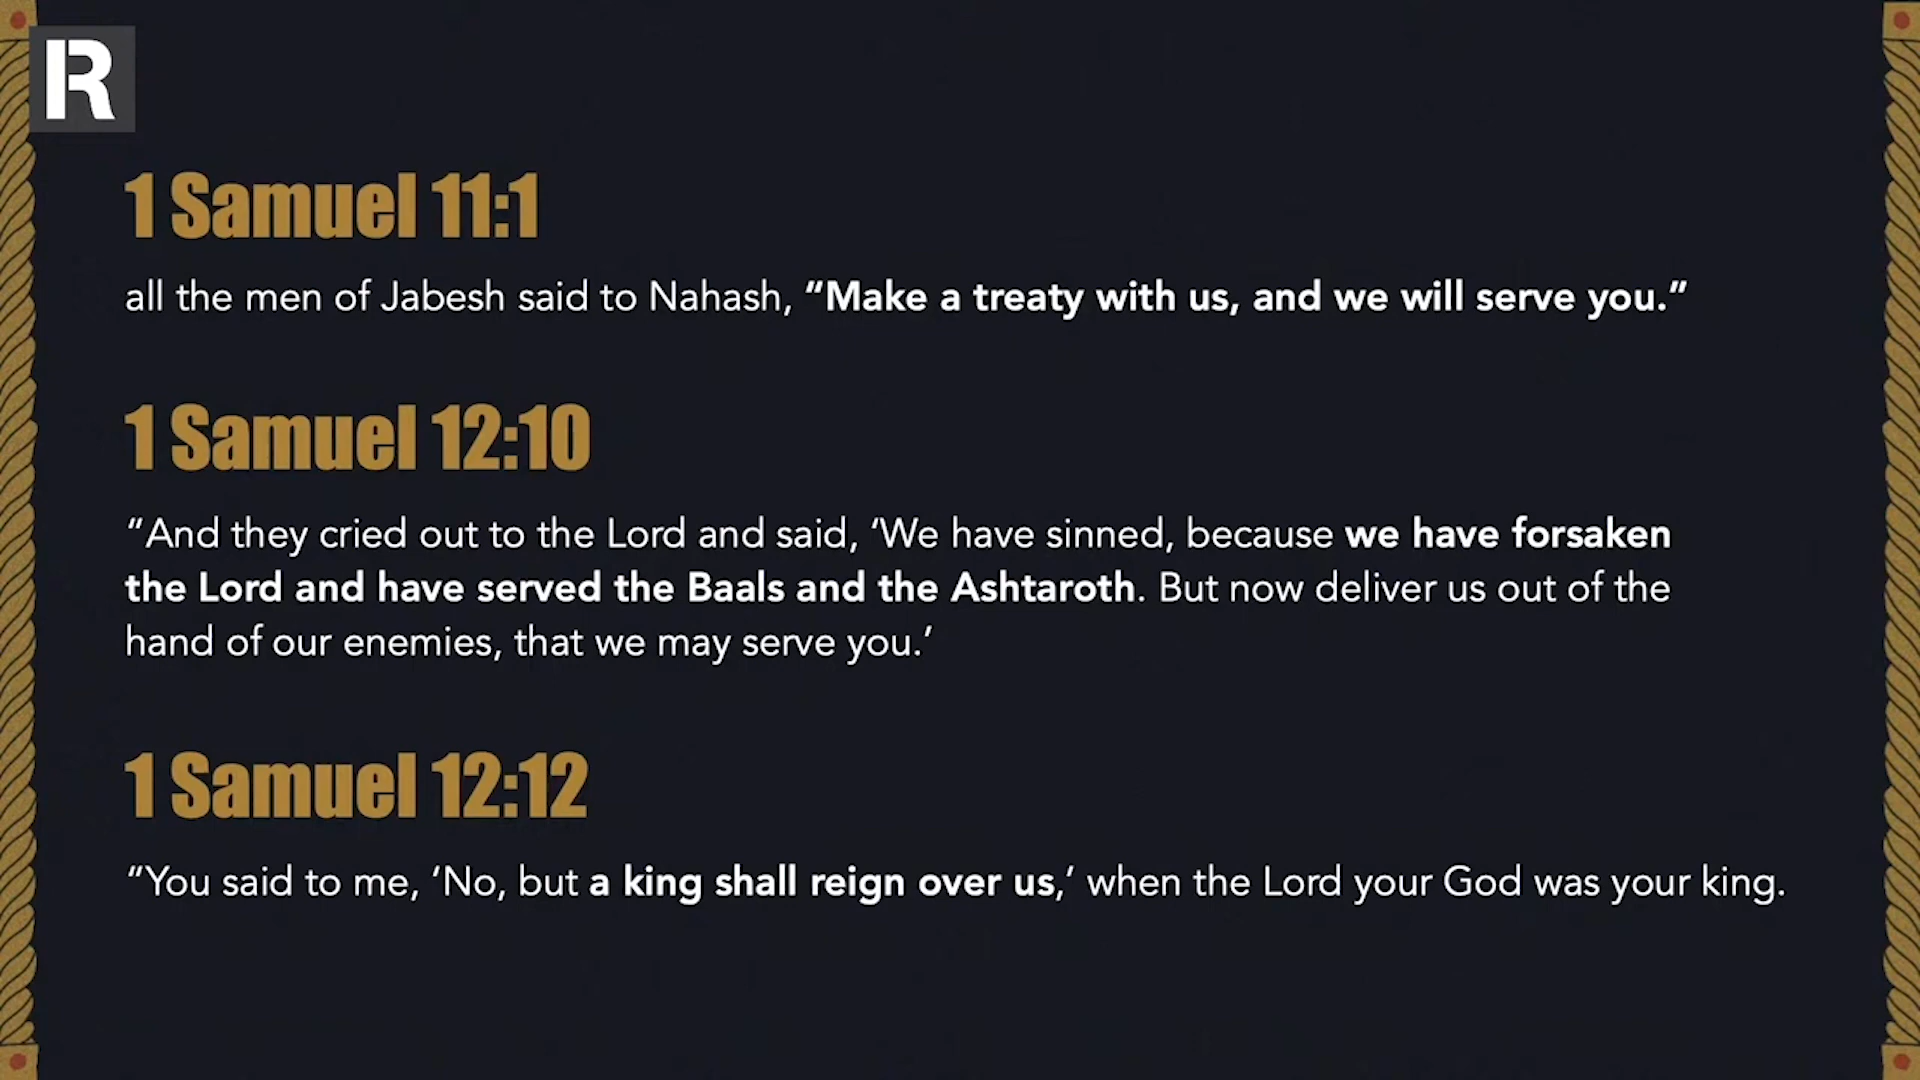 R
1 Samuel 11:1
all the men of Jabesh said to Nahash, “Make a treaty with us, and we will serve you.”
1 Samuel 12:10
“And they cried out to the Lord and said, ‘We have sinned, because we have forsaken
the Lord and have served the Baals and the Ashtaroth. But now deliver us out of the
hand of our enemies, that we may serve you.’
1 Samuel 12:12
“You said to me, ‘No, but a king shall reign over us,’ when the Lord your God was your king.